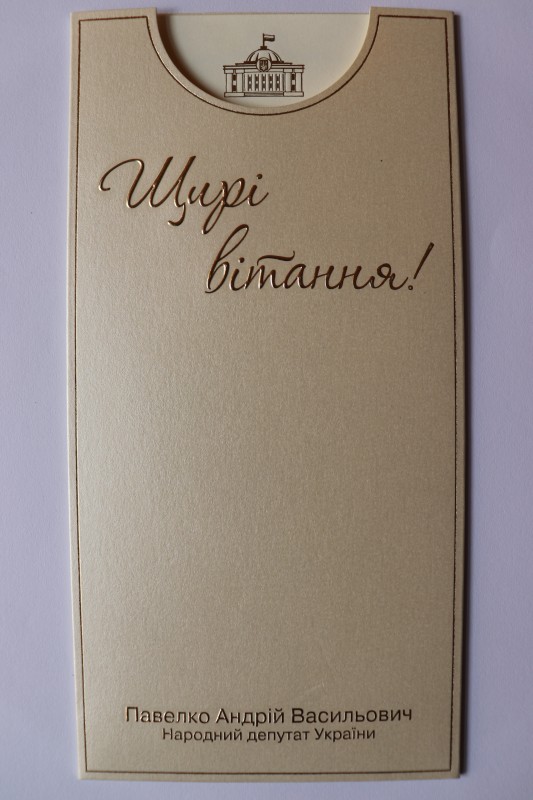 Щирі
вітання!
Павелко Андрій Васильович
Народний депутат України